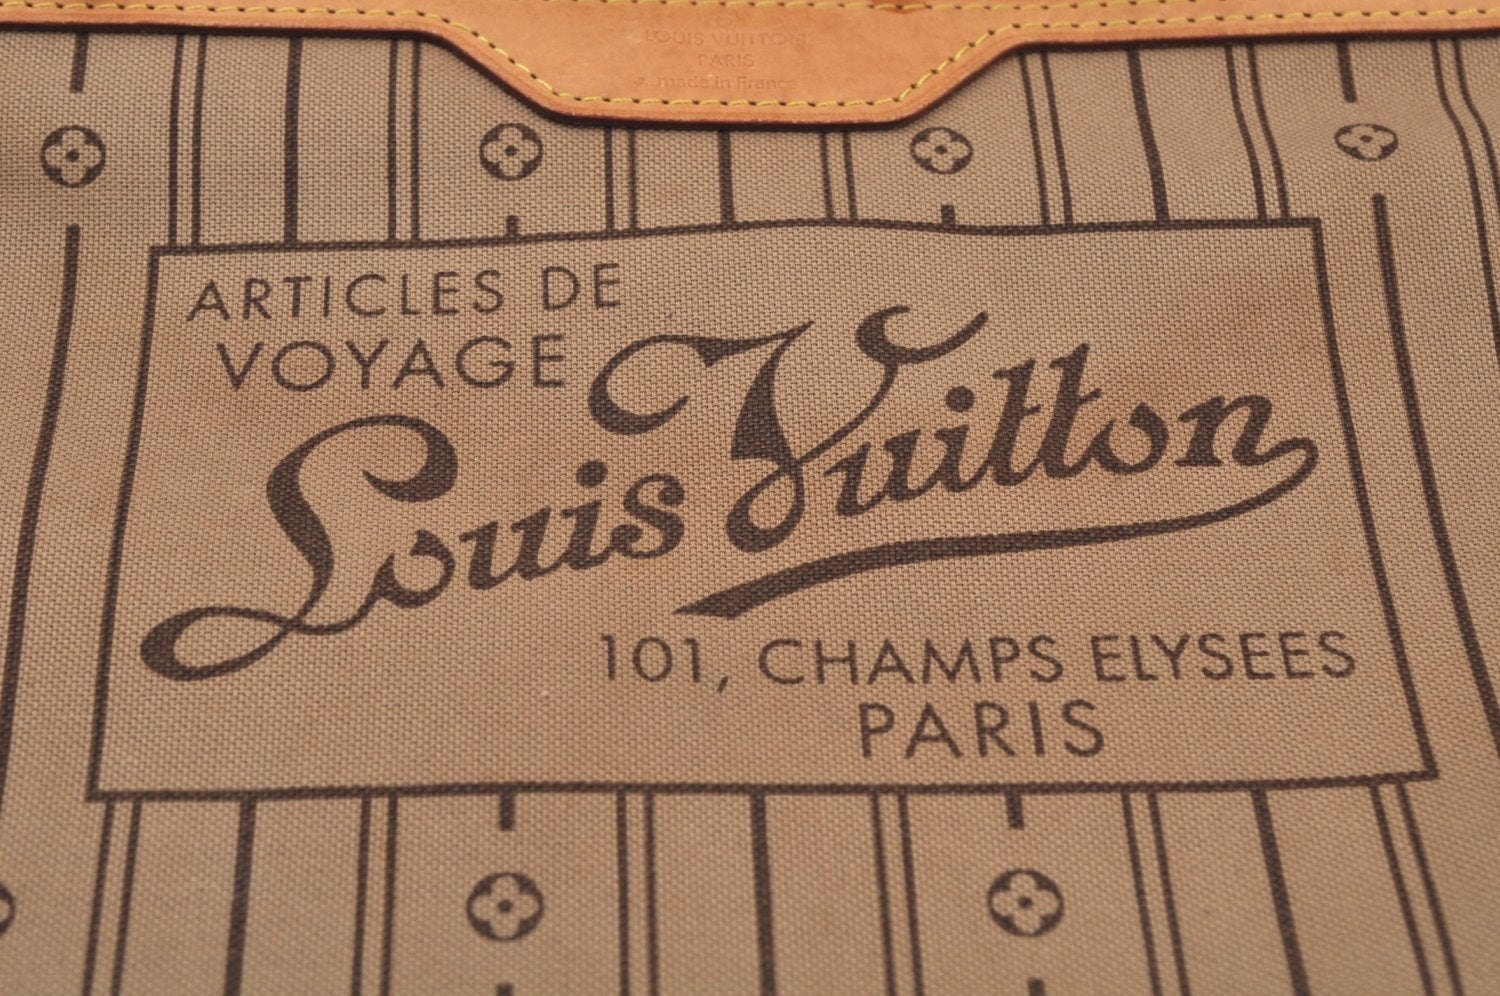 LOUIS VUITTON
PARIS
made in France
ARTICLES DE
VOYAGE
Louis Vuitton
101, CHAMPS ELYSEES
PARIS